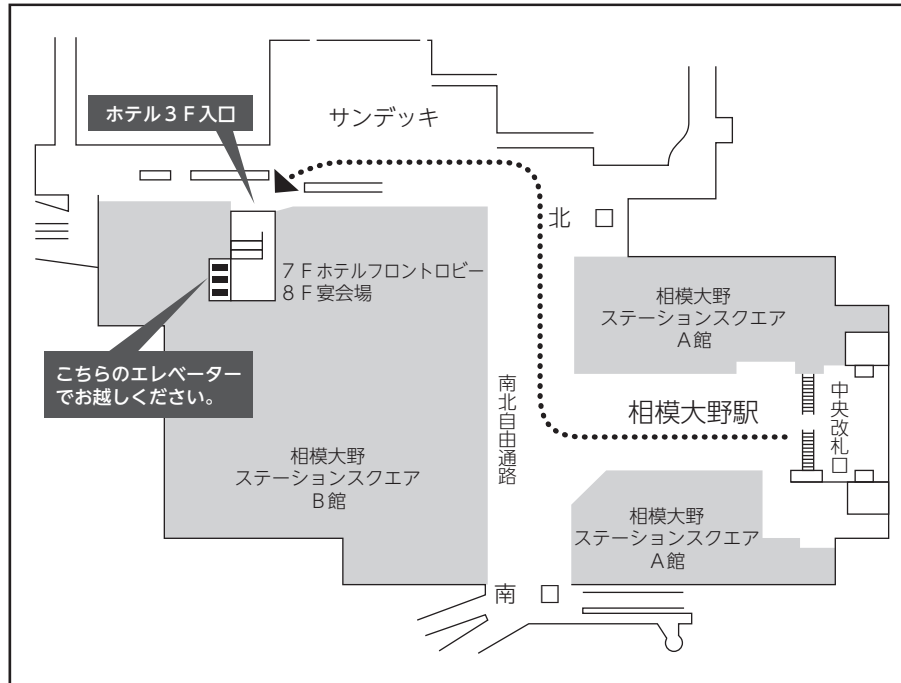 ホテル３Ｆ入口
サンデッキ
北口
７Ｆホテルフロントロビー
８Ｆ宴会場
相模大野
ステーションスクエア
Ａ館
こちらのエレベーター
でお越しください。
南北自由通路
相模大野駅
中央改札口
相模大野
ステーションスクエア
Ｂ館
相模大野
ステーションスクエア
Ａ館
南口